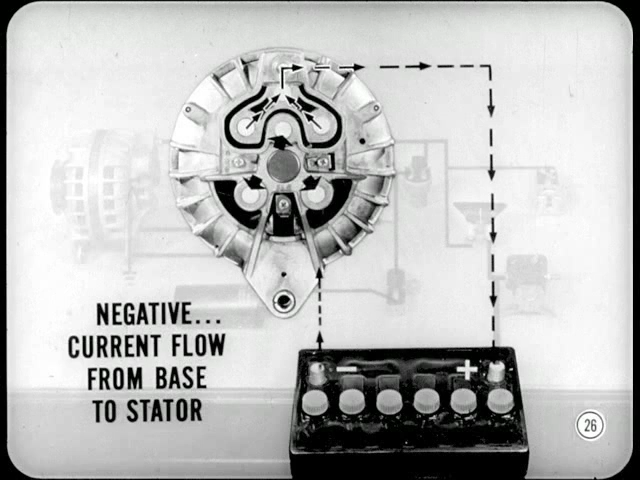 NEGATIVE...
CURRENT FLOW
FROM BASE
TO STATOR
- +
26